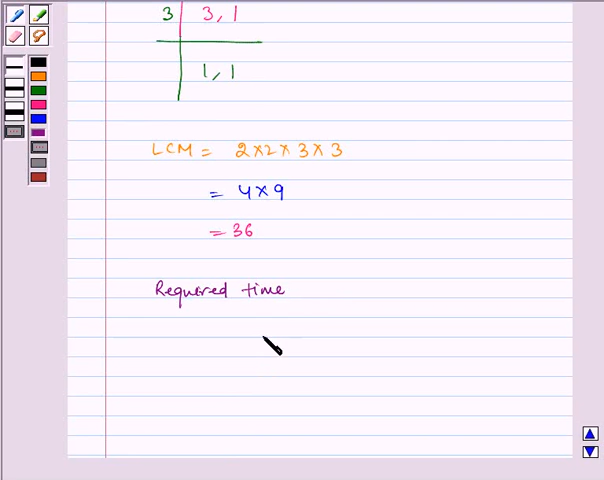 3 3, 1
1, 1
LCM = 2 × 2 × 3 × 3
= 4 × 9
= 36
Required time